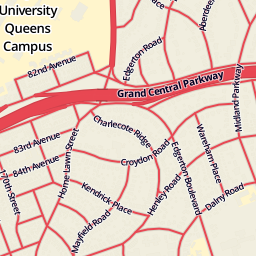 University
Queens
Campus
82nd Avenue
Edgerton Road
Aberdee
Grand Central Parkway
Midland Parkway
Charlecote Ridge
83rd Avenue
84th Avenue
Home Lawn Street
Croydon Road
Edgerton Boulevard
Wareham Place
170th Street
Kendrick Place
Henley Road
Dalny Road
Mayfield Road